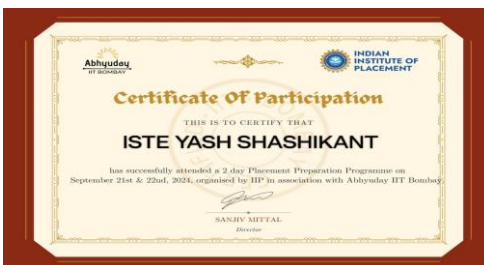 Abhyuday
IIT BOMBAY
INDIAN
INSTITUTE OF
PLACEMENT
Certificate Of Participation
THIS IS TO CERTIFY THAT
ISTE YASH SHASHIKANT
has successfully attended a 2 day Placement Preparation Programme on
September 21st & 22nd, 2024, organised by IIP in association with Abhyuday IIT Bombay.
SANJIV MITTAL
Director